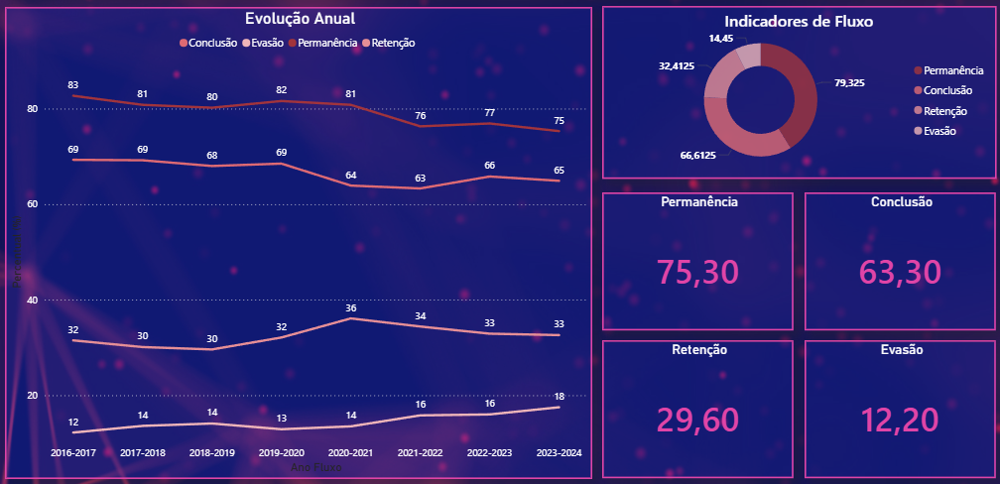 Evolução Anual
Conclusão Evasão Permanência Retenção
83 81 80 82 81 76 77 75
80
69 69 68 69 64 63 66 65
60
40
32 30 30 32 36 34 33 33
20
12 14 14 13 14 16 16 18
2016-2017 2017-2018 2018-2019 2019-2020 2020-2021 2021-2022 2022-2023 2023-2024
Ano Fluxo
Indicadores de Fluxo
14,45
32,4125
79,325
66,6125
Permanência
Conclusão
Retenção
Evasão
Permanência
75,30
Conclusão
63,30
Retenção
29,60
Evasão
12,20